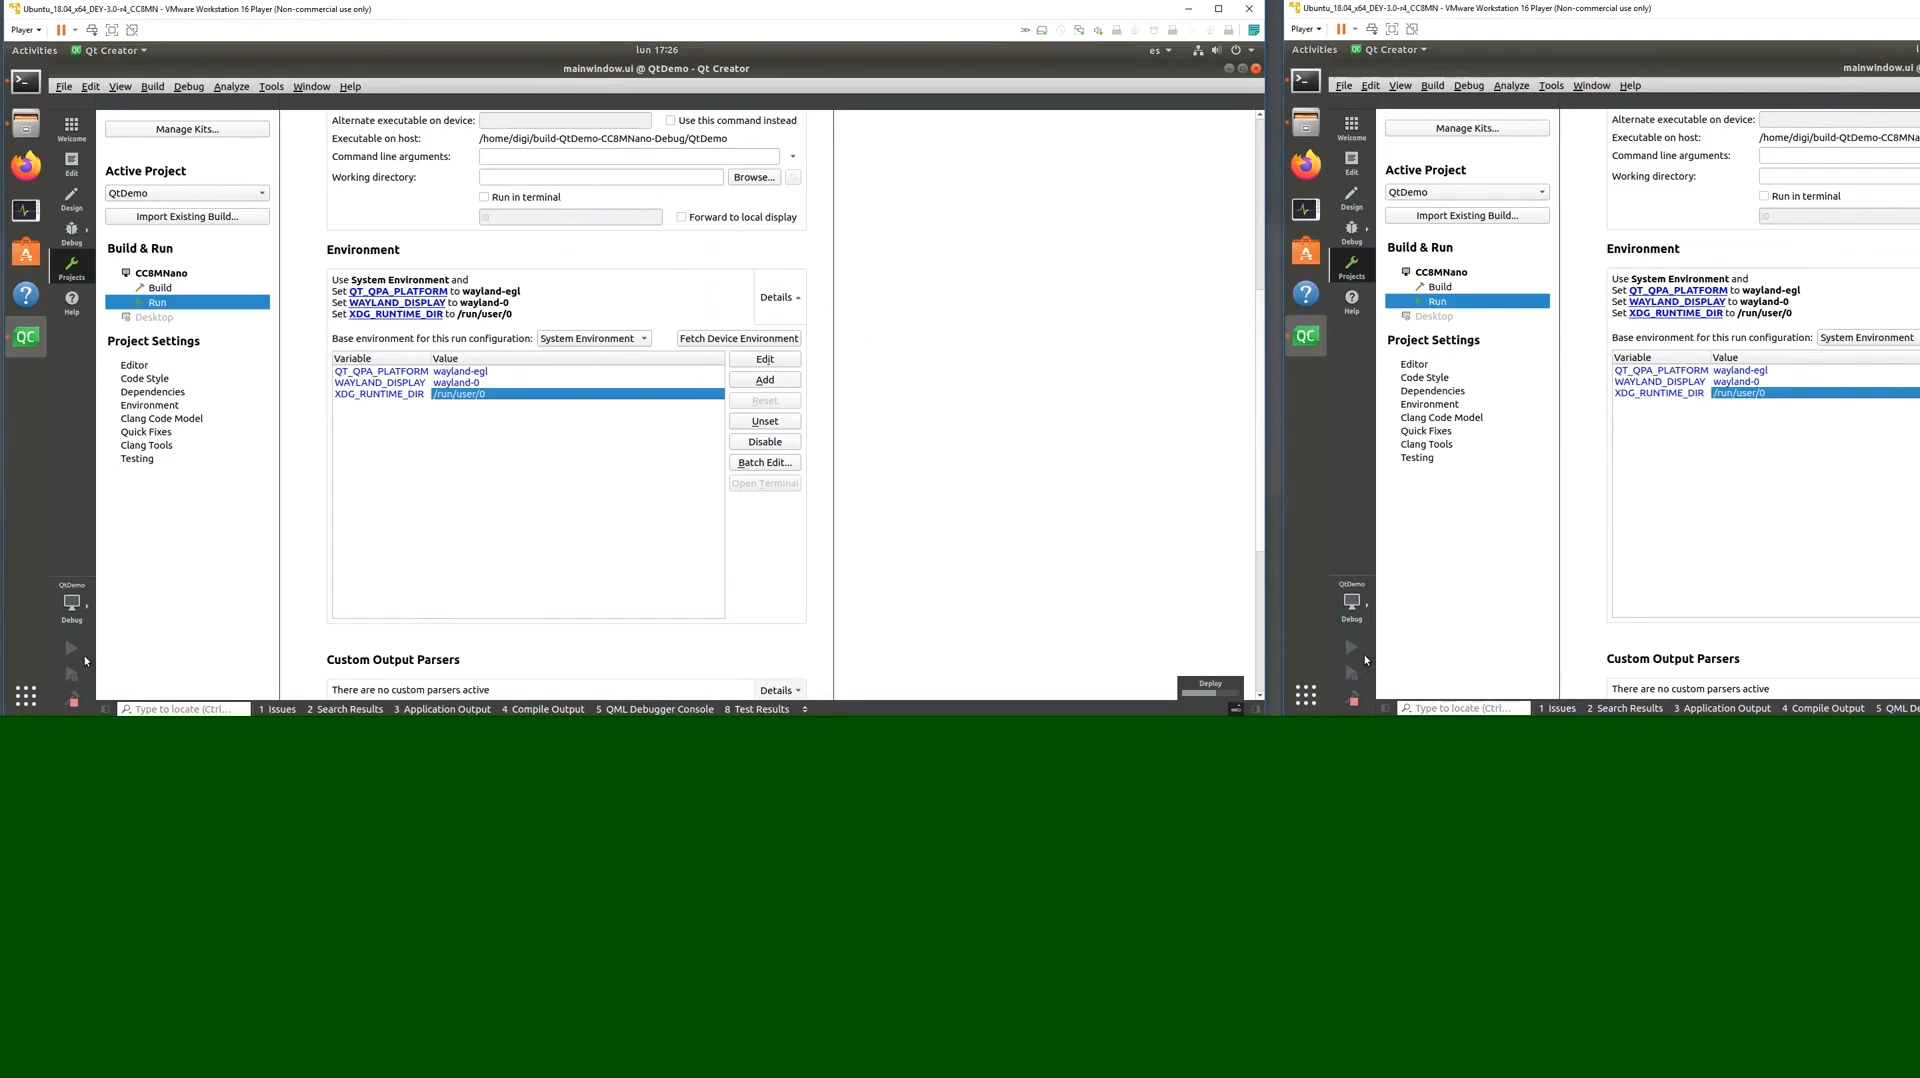 Ubuntu_18.04_x64_DEY-3.0-r4_CC8MN - VMware Workstation 16 Player (Non-commercial use only)
Player
Activities
Qt Creator
lun 17:26
es
mainwindow.ui @ QtDemo - Qt Creator
File Edit View Build Debug Analyze Tools Window Help
Welcome
Edit
Design
Debug
Projects
Help
QtDemo
Debug
Manage Kits...
Active Project
QtDemo
Import Existing Build...
Build & Run
CC8MNano
Build
Run
Desktop
Project Settings
Editor
Code Style
Dependencies
Environment
Clang Code Model
Quick Fixes
Clang Tools
Testing
Alternate executable on device:
Use this command instead
Executable on host: /home/digi/build-QtDemo-CC8MNano-Debug/QtDemo
Command line arguments:
Working directory:
Browse...
Run in terminal
:0
Forward to local display
Environment
Use System Environment and
Set QT_QPA_PLATFORM to wayland-egl
Set WAYLAND_DISPLAY to wayland-0
Set XDG_RUNTIME_DIR to /run/user/0
Details
Base environment for this run configuration: System Environment
Fetch Device Environment
Variable Value
QT_QPA_PLATFORM wayland-egl
WAYLAND_DISPLAY wayland-0
XDG_RUNTIME_DIR /run/user/0
Edit
Add
Reset
Unset
Disable
Batch Edit...
Open Terminal
Custom Output Parsers
There are no custom parsers active
Details
Deploy
Type to locate (Ctrl...
1 Issues 2 Search Results 3 Application Output 4 Compile Output 5 QML Debugger Console 8 Test Results
Ubuntu_18.04_x64_DEY-3.0-r4_CC8MN - VMware Workstation 16 Player (Non-commercial use only)
Player
Activities
Qt Creator
l
mainwindow.ui @
File Edit View Build Debug Analyze Tools Window Help
Welcome
Edit
Design
Debug
Projects
Help
QtDemo
Debug
Manage Kits...
Active Project
QtDemo
Import Existing Build...
Build & Run
CC8MNano
Build
Run
Desktop
Project Settings
Editor
Code Style
Dependencies
Environment
Clang Code Model
Quick Fixes
Clang Tools
Testing
Alternate executable on device:
Executable on host: /home/digi/build-QtDemo-CC8MNa
Command line arguments:
Working directory:
Run in terminal
:0
Environment
Use System Environment and
Set QT_QPA_PLATFORM to wayland-egl
Set WAYLAND_DISPLAY to wayland-0
Set XDG_RUNTIME_DIR to /run/user/0
Base environment for this run configuration: System Environment
Variable Value
QT_QPA_PLATFORM wayland-egl
WAYLAND_DISPLAY wayland-0
XDG_RUNTIME_DIR /run/user/0
Custom Output Parsers
There are no custom parsers active
Type to locate (Ctrl...
1 Issues 2 Search Results 3 Application Output 4 Compile Output 5 QML De